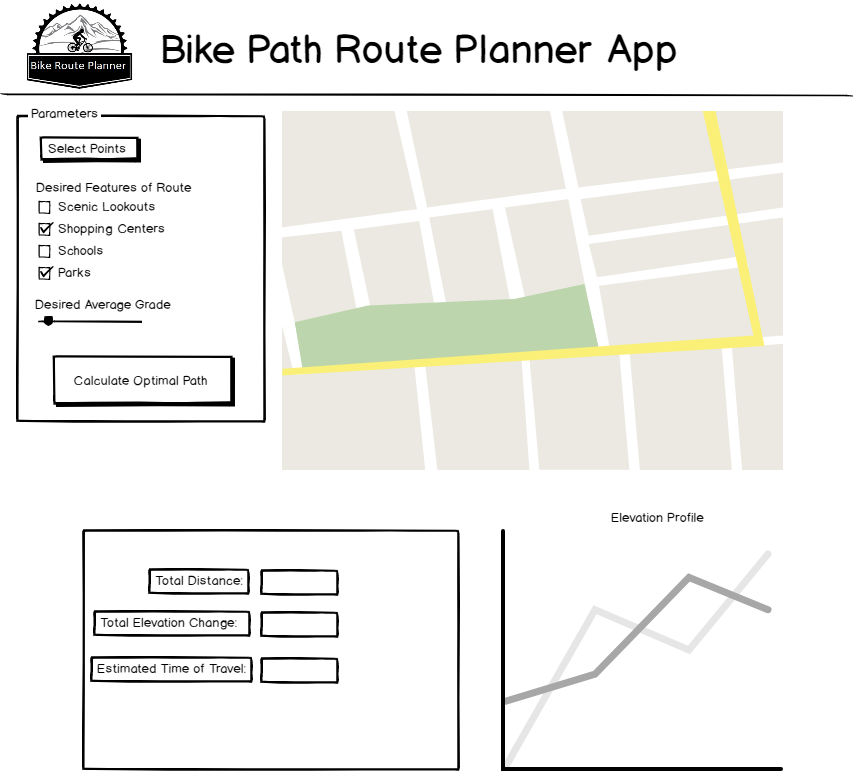 Bike Route Planner
Bike Path Route Planner App
Parameters
Select Points
Desired Features of Route
Scenic Lookouts
Shopping Centers
Schools
Parks
Desired Average Grade
Calculate Optimal Path
Elevation Profile
Total Distance:
Total Elevation Change:
Estimated Time of Travel: